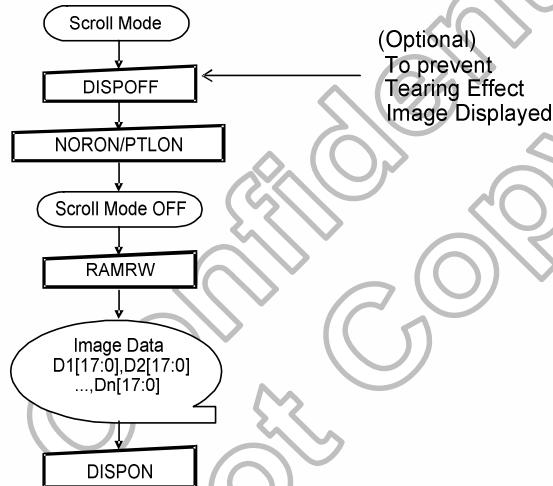 Scroll Mode
(Optional)
To prevent
Tearing Effect
Image Displayed
DISPOFF
NORON/PTLON
Scroll Mode OFF
RAMRW
Image Data
D1[17:0],D2[17:0]
...,Dn[17:0]
DISPON